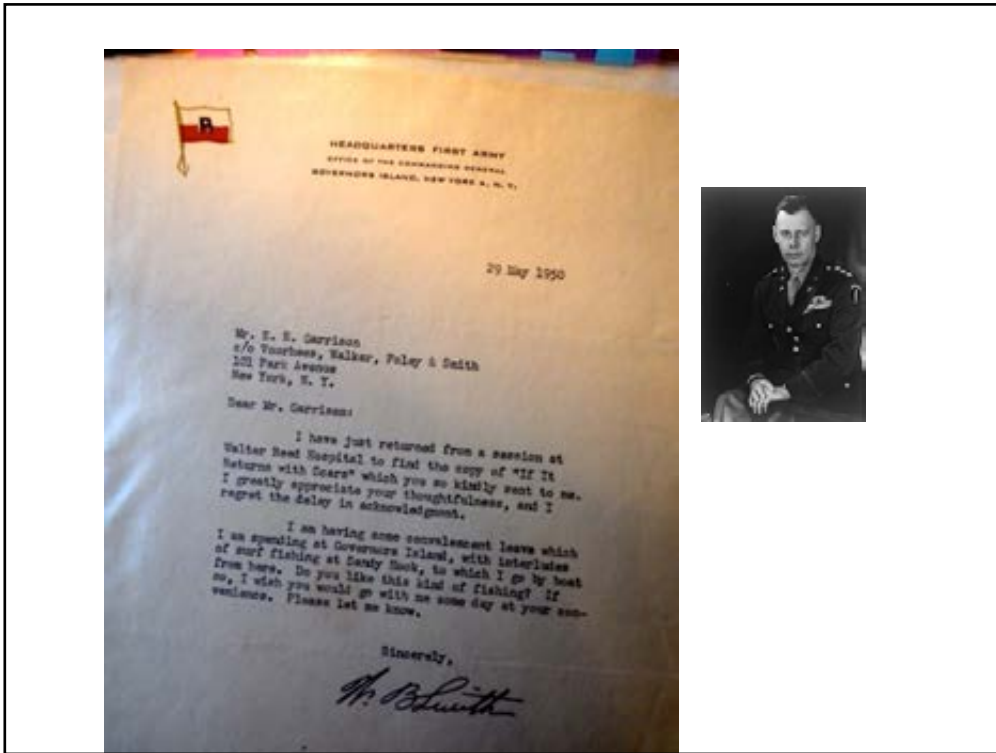 R
HEADQUARTERS FIRST ARMY
OFFICE OF THE COMMANDING GENERAL
GOVERNORS ISLAND, NEW YORK 4, N. Y.
29 May 1950
Mr. Garrison
c/o Voorhees, Walker, Foley & Smith
101 Park Avenue
New York, N. Y.
Dear Mr. Garrison:
I have just returned from a session at
Walter Reed Hospital to find the copy of "If It
Returns with Scars" which you so kindly sent to me.
I greatly appreciate your thoughtfulness, and I
regret the delay in acknowledgment.
I am having some convalescent leave which
I am spending at Governors Island, with interludes
of surf fishing at Sandy Hook, to which I go by boat
from here. Do you like this kind of fishing? If
so, I wish you would go with me some day at your con-
venience. Please let me know.
Sincerely,
W. B. Smith